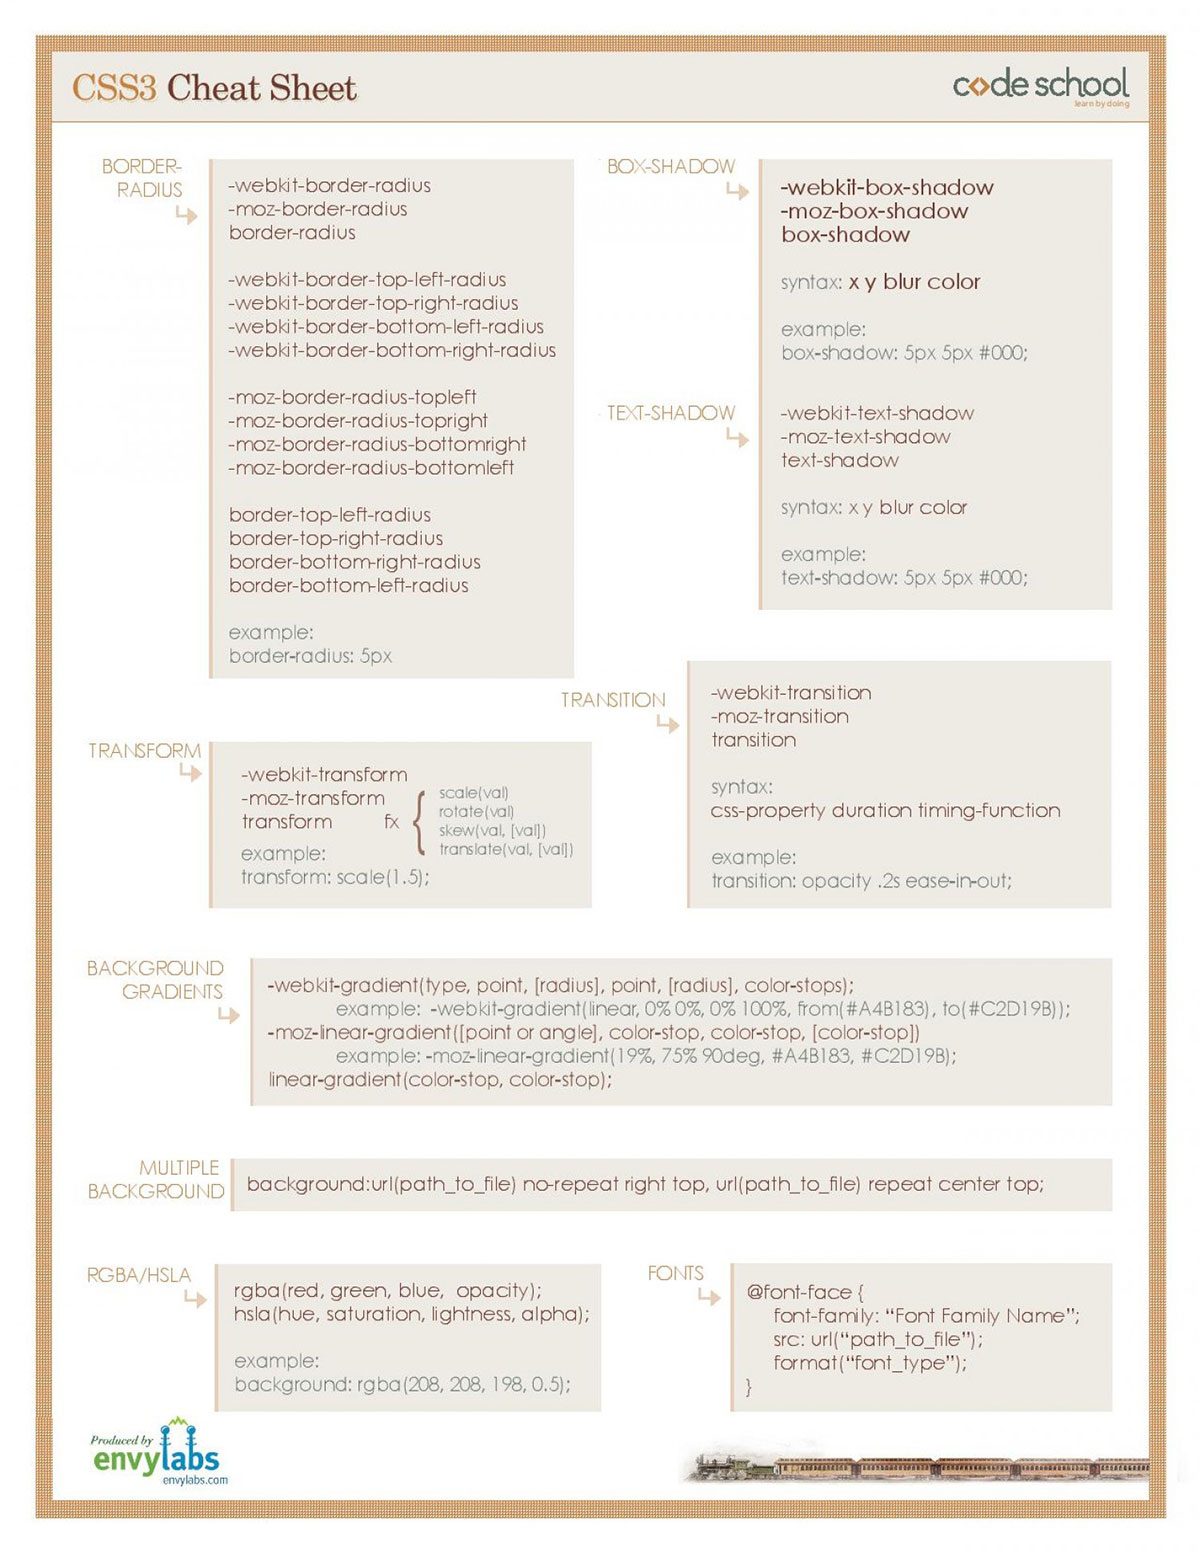 CSS3 Cheat Sheet
code school
learn by doing
BORDER-
RADIUS
-webkit-border-radius
-moz-border-radius
border-radius
-webkit-border-top-left-radius
-webkit-border-top-right-radius
-webkit-border-bottom-left-radius
-webkit-border-bottom-right-radius
-moz-border-radius-topleft
-moz-border-radius-topright
-moz-border-radius-bottomright
-moz-border-radius-bottomleft
border-top-left-radius
border-top-right-radius
border-bottom-right-radius
border-bottom-left-radius
example:
border-radius: 5px
BOX-SHADOW
-webkit-box-shadow
-moz-box-shadow
box-shadow
syntax: x y blur color
example:
box-shadow: 5px 5px #000;
TEXT-SHADOW
-webkit-text-shadow
-moz-text-shadow
text-shadow
syntax: x y blur color
example:
text-shadow: 5px 5px #000;
TRANSFORM
-webkit-transform
-moz-transform
transform fx
scale(val)
rotate(val)
skew(val, [val])
translate(val, [val])
example:
transform: scale(1.5);
TRANSITION
-webkit-transition
-moz-transition
transition
syntax:
css-property duration timing-function
example:
transition: opacity .2s ease-in-out;
BACKGROUND
GRADIENTS
-webkit-gradient(type, point, [radius], point, [radius], color-stops);
example: -webkit-gradient(linear, 0% 0%, 0% 100%, from(#A4B183), to(#C2D19B));
-moz-linear-gradient([point or angle], color-stop, color-stop, [color-stop])
example: -moz-linear-gradient(19%, 75% 90deg, #A4B183, #C2D19B);
linear-gradient(color-stop, color-stop);
MULTIPLE
BACKGROUND
background:url(path_to_file) no-repeat right top, url(path_to_file) repeat center top;
RGBA/HSLA
rgba(red, green, blue, opacity);
hsla(hue, saturation, lightness, alpha);
example:
background: rgba(208, 208, 198, 0.5);
FONTS
@font-face {
font-family: “Font Family Name”;
src: url(“path_to_file”);
format(“font_type”);
}
Produced by
envylabs
envylabs.com